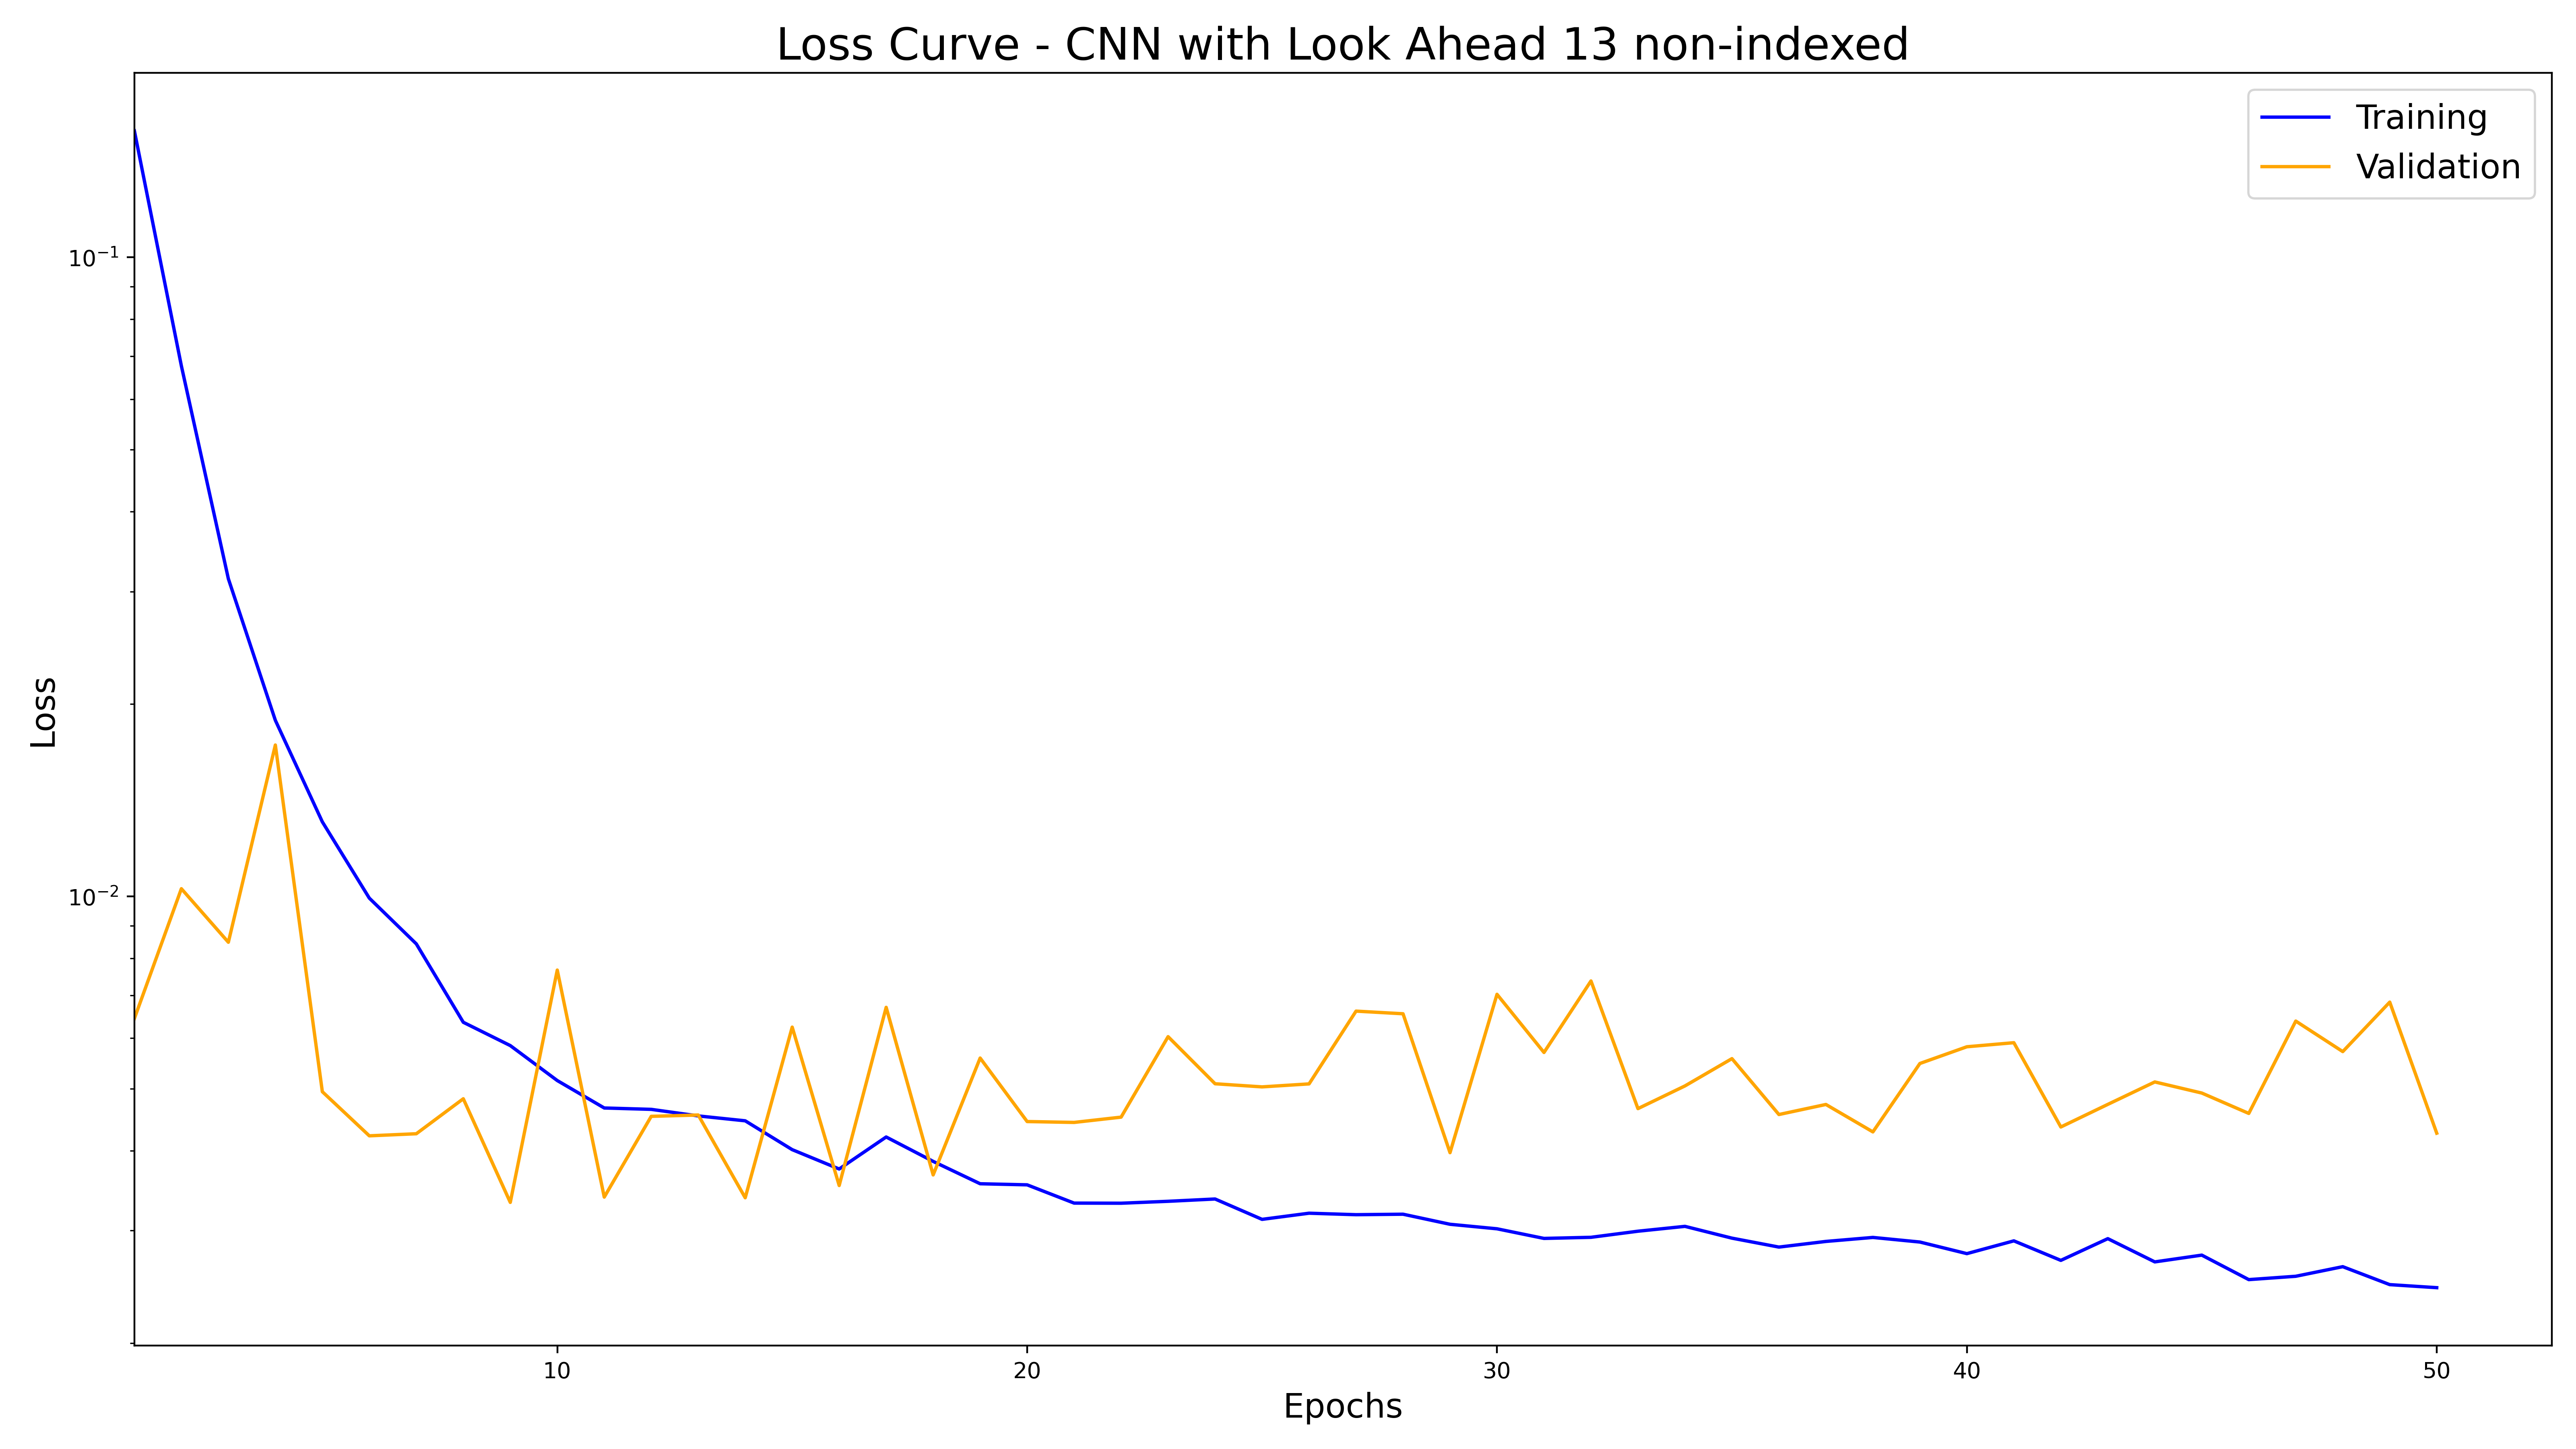 Loss Curve - CNN with Look Ahead 13 non-indexed
Training
Validation
10⁻¹
10⁻²
Loss
10 20 30 40 50
Epochs